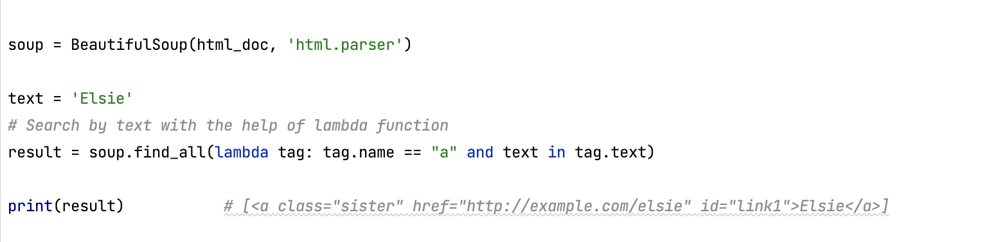 soup = BeautifulSoup(html_doc, 'html.parser')
text = 'Elsie'
# Search by text with the help of lambda function
result = soup.find_all(lambda tag: tag.name == "a" and text in tag.text)
print(result)           # [<a class="sister" href="http://example.com/elsie" id="link1">Elsie</a>]